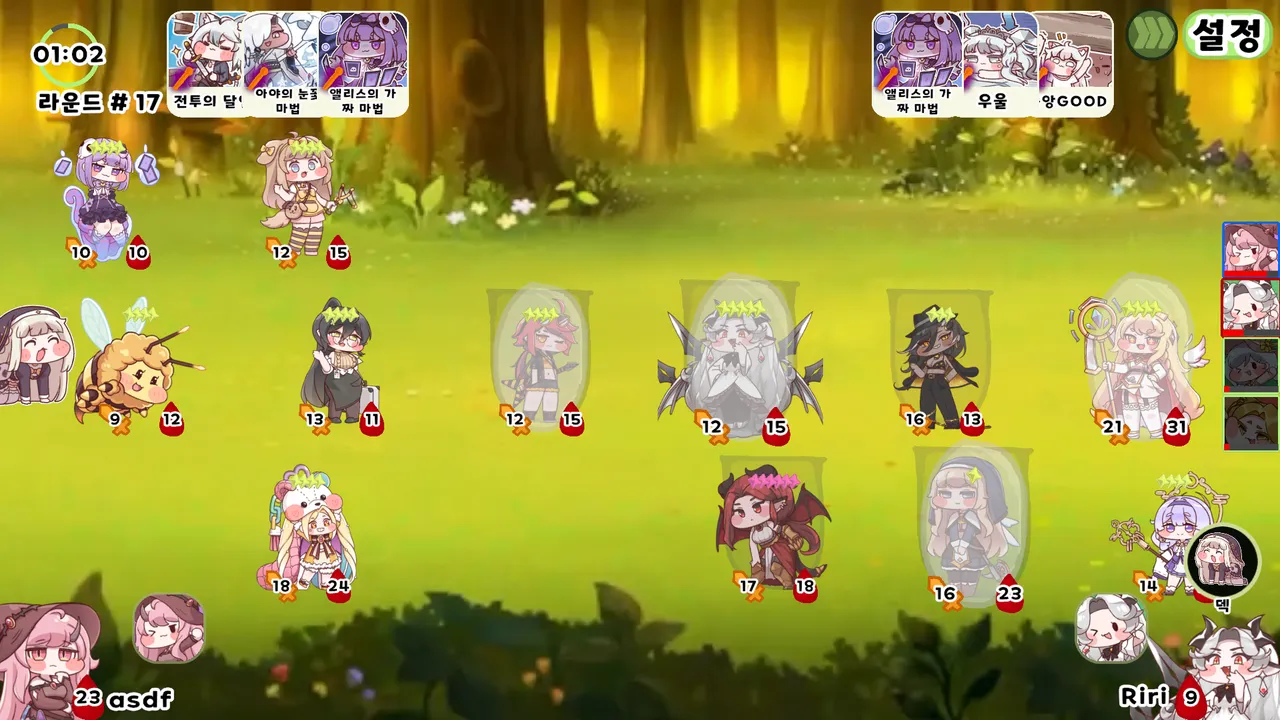 01:02
라운드 # 17
전투의 달
아야의 눈꽃
마법
앨리스의 가
짜 마법
앨리스의 가
짜 마법
우울
양GOOD
설정
10 10
12 15
9 12
13 11
12 15
12 15
16 13
21 31
18 24
17 18
16 23
14
덱
23 asdf
Riri 9